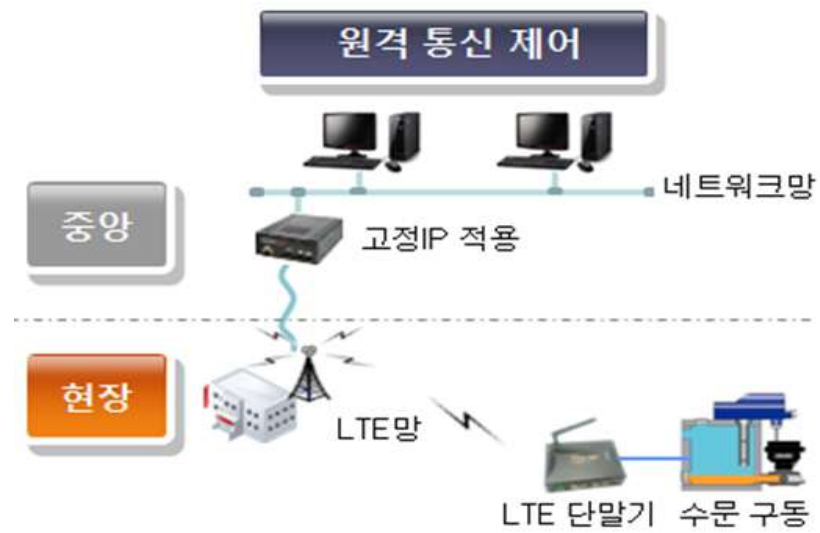 원격 통신 제어
네트워크망
중앙
고정IP 적용
현장
LTE망
LTE 단말기
수문 구동